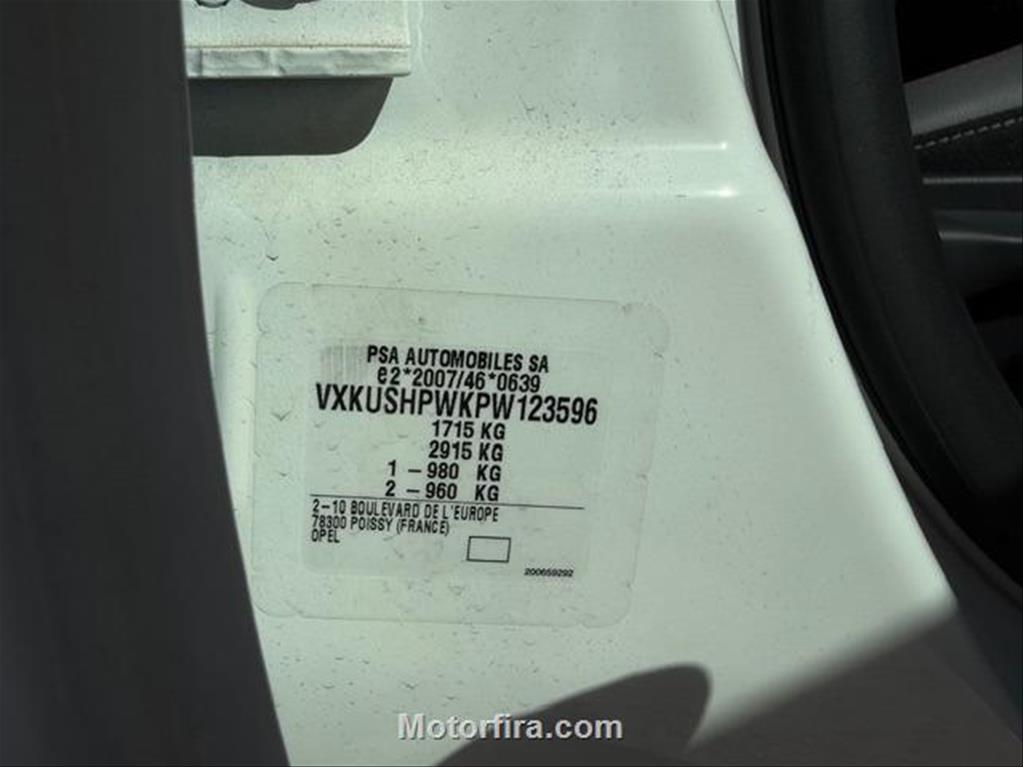 PSA AUTOMOBILES SA
e2*2007/46*0639
VXKUSHPWKPW123596
1715 KG
2915 KG
1 – 980 KG
2 – 960 KG
2–10 BOULEVARD DE L'EUROPE
78300 POISSY (FRANCE)
OPEL
200659292
Motorfira.com